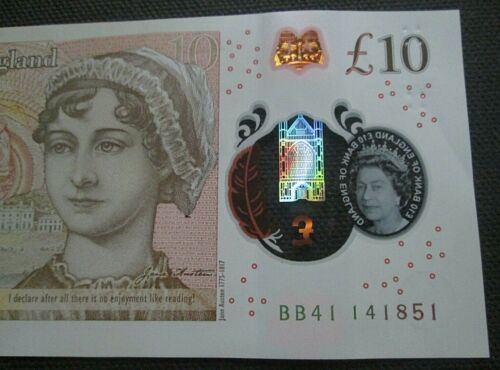 ngland
10
£10
£10 BANK OF ENGLAND £10 BANK OF ENGLAND
Jane Austen
I declare after all there is no enjoyment like reading!
Jane Austen 1775-1817
BB41 141851